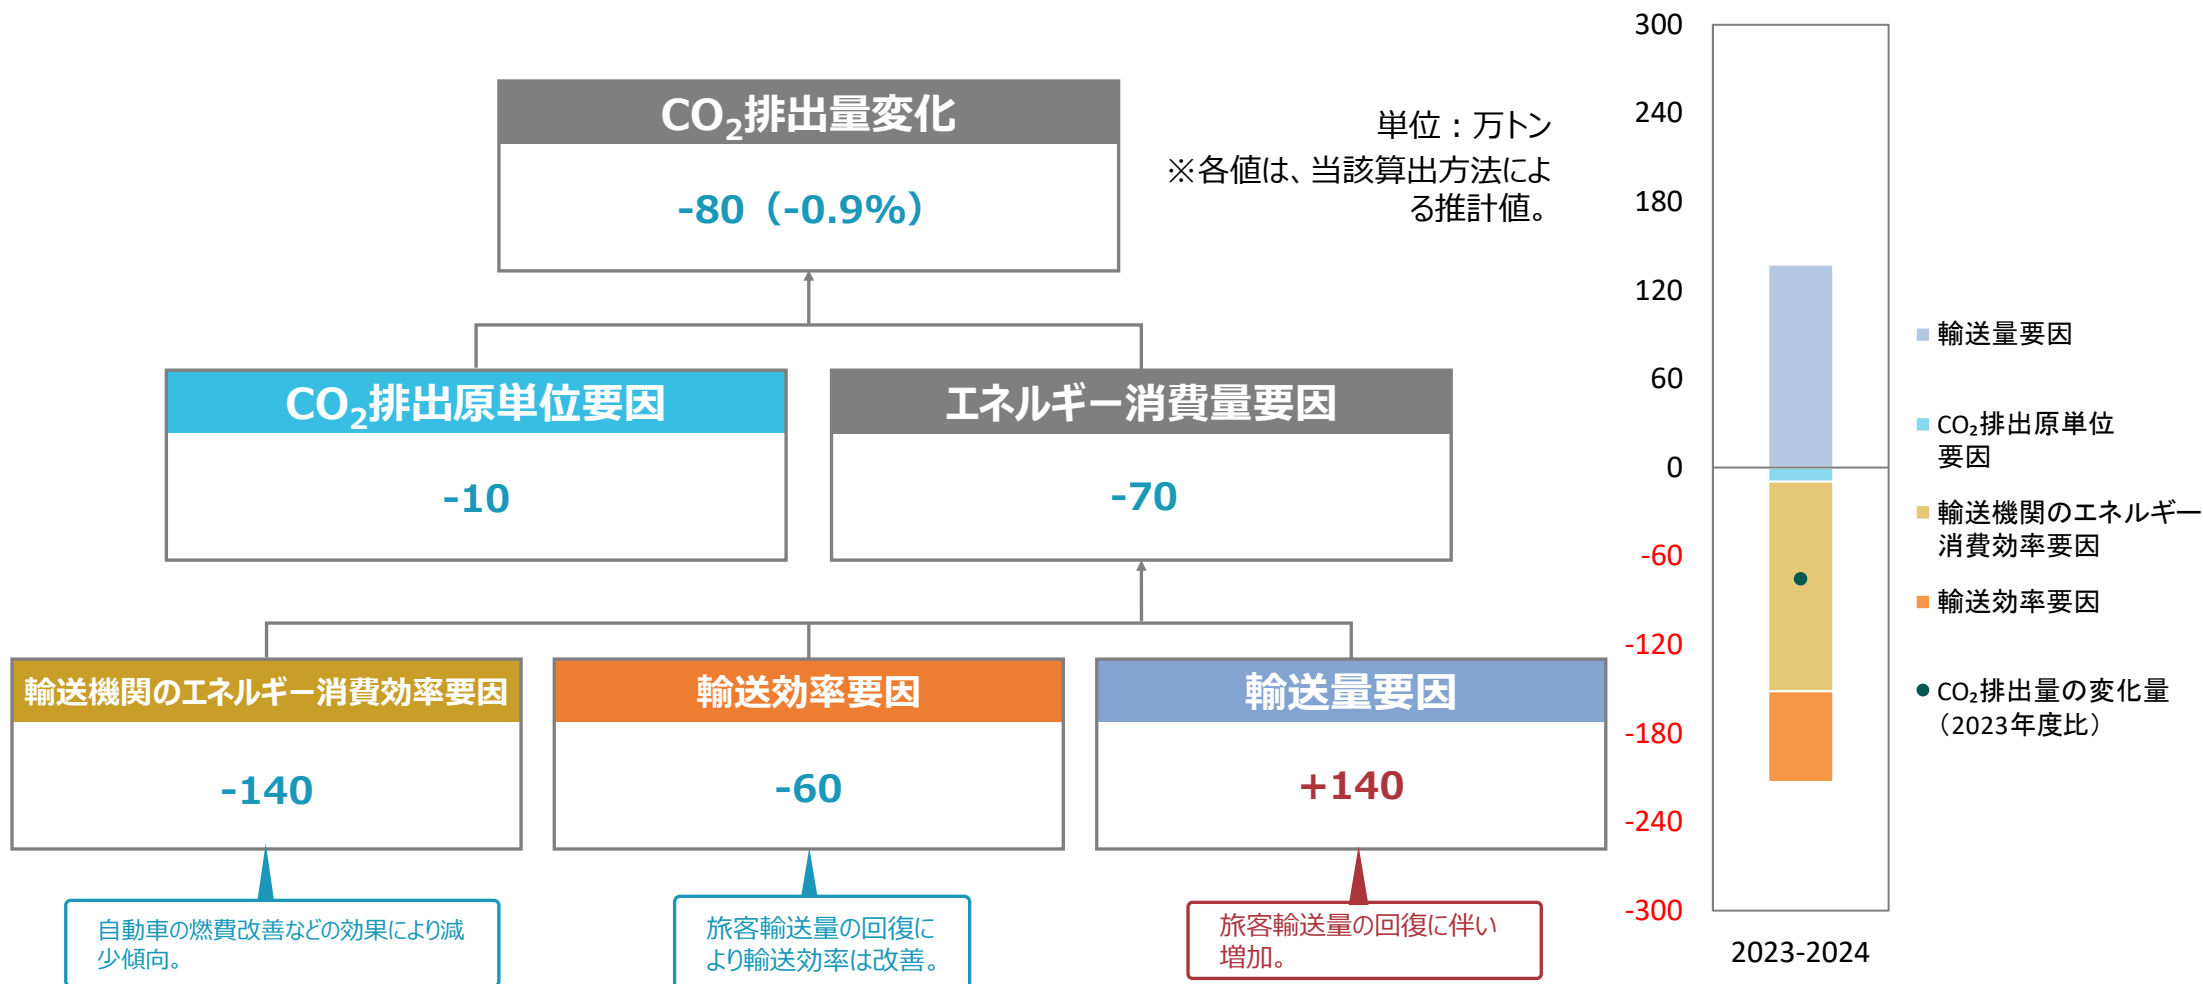 CO₂排出量変化
-80（-0.9%）
単位：万トン
※各値は、当該算出方法によ
る推計値。
CO₂排出原単位要因
-10
エネルギー消費量要因
-70
輸送機関のエネルギー消費効率要因
-140
輸送効率要因
-60
輸送量要因
+140
自動車の燃費改善などの効果により減
少傾向。
旅客輸送量の回復に
より輸送効率は改善。
旅客輸送量の回復に伴い
増加。
300
240
180
120
60
0
-60
-120
-180
-240
-300
2023-2024
輸送量要因
CO₂排出原単位
要因
輸送機関のエネルギー
消費効率要因
輸送効率要因
CO₂排出量の変化量
（2023年度比）